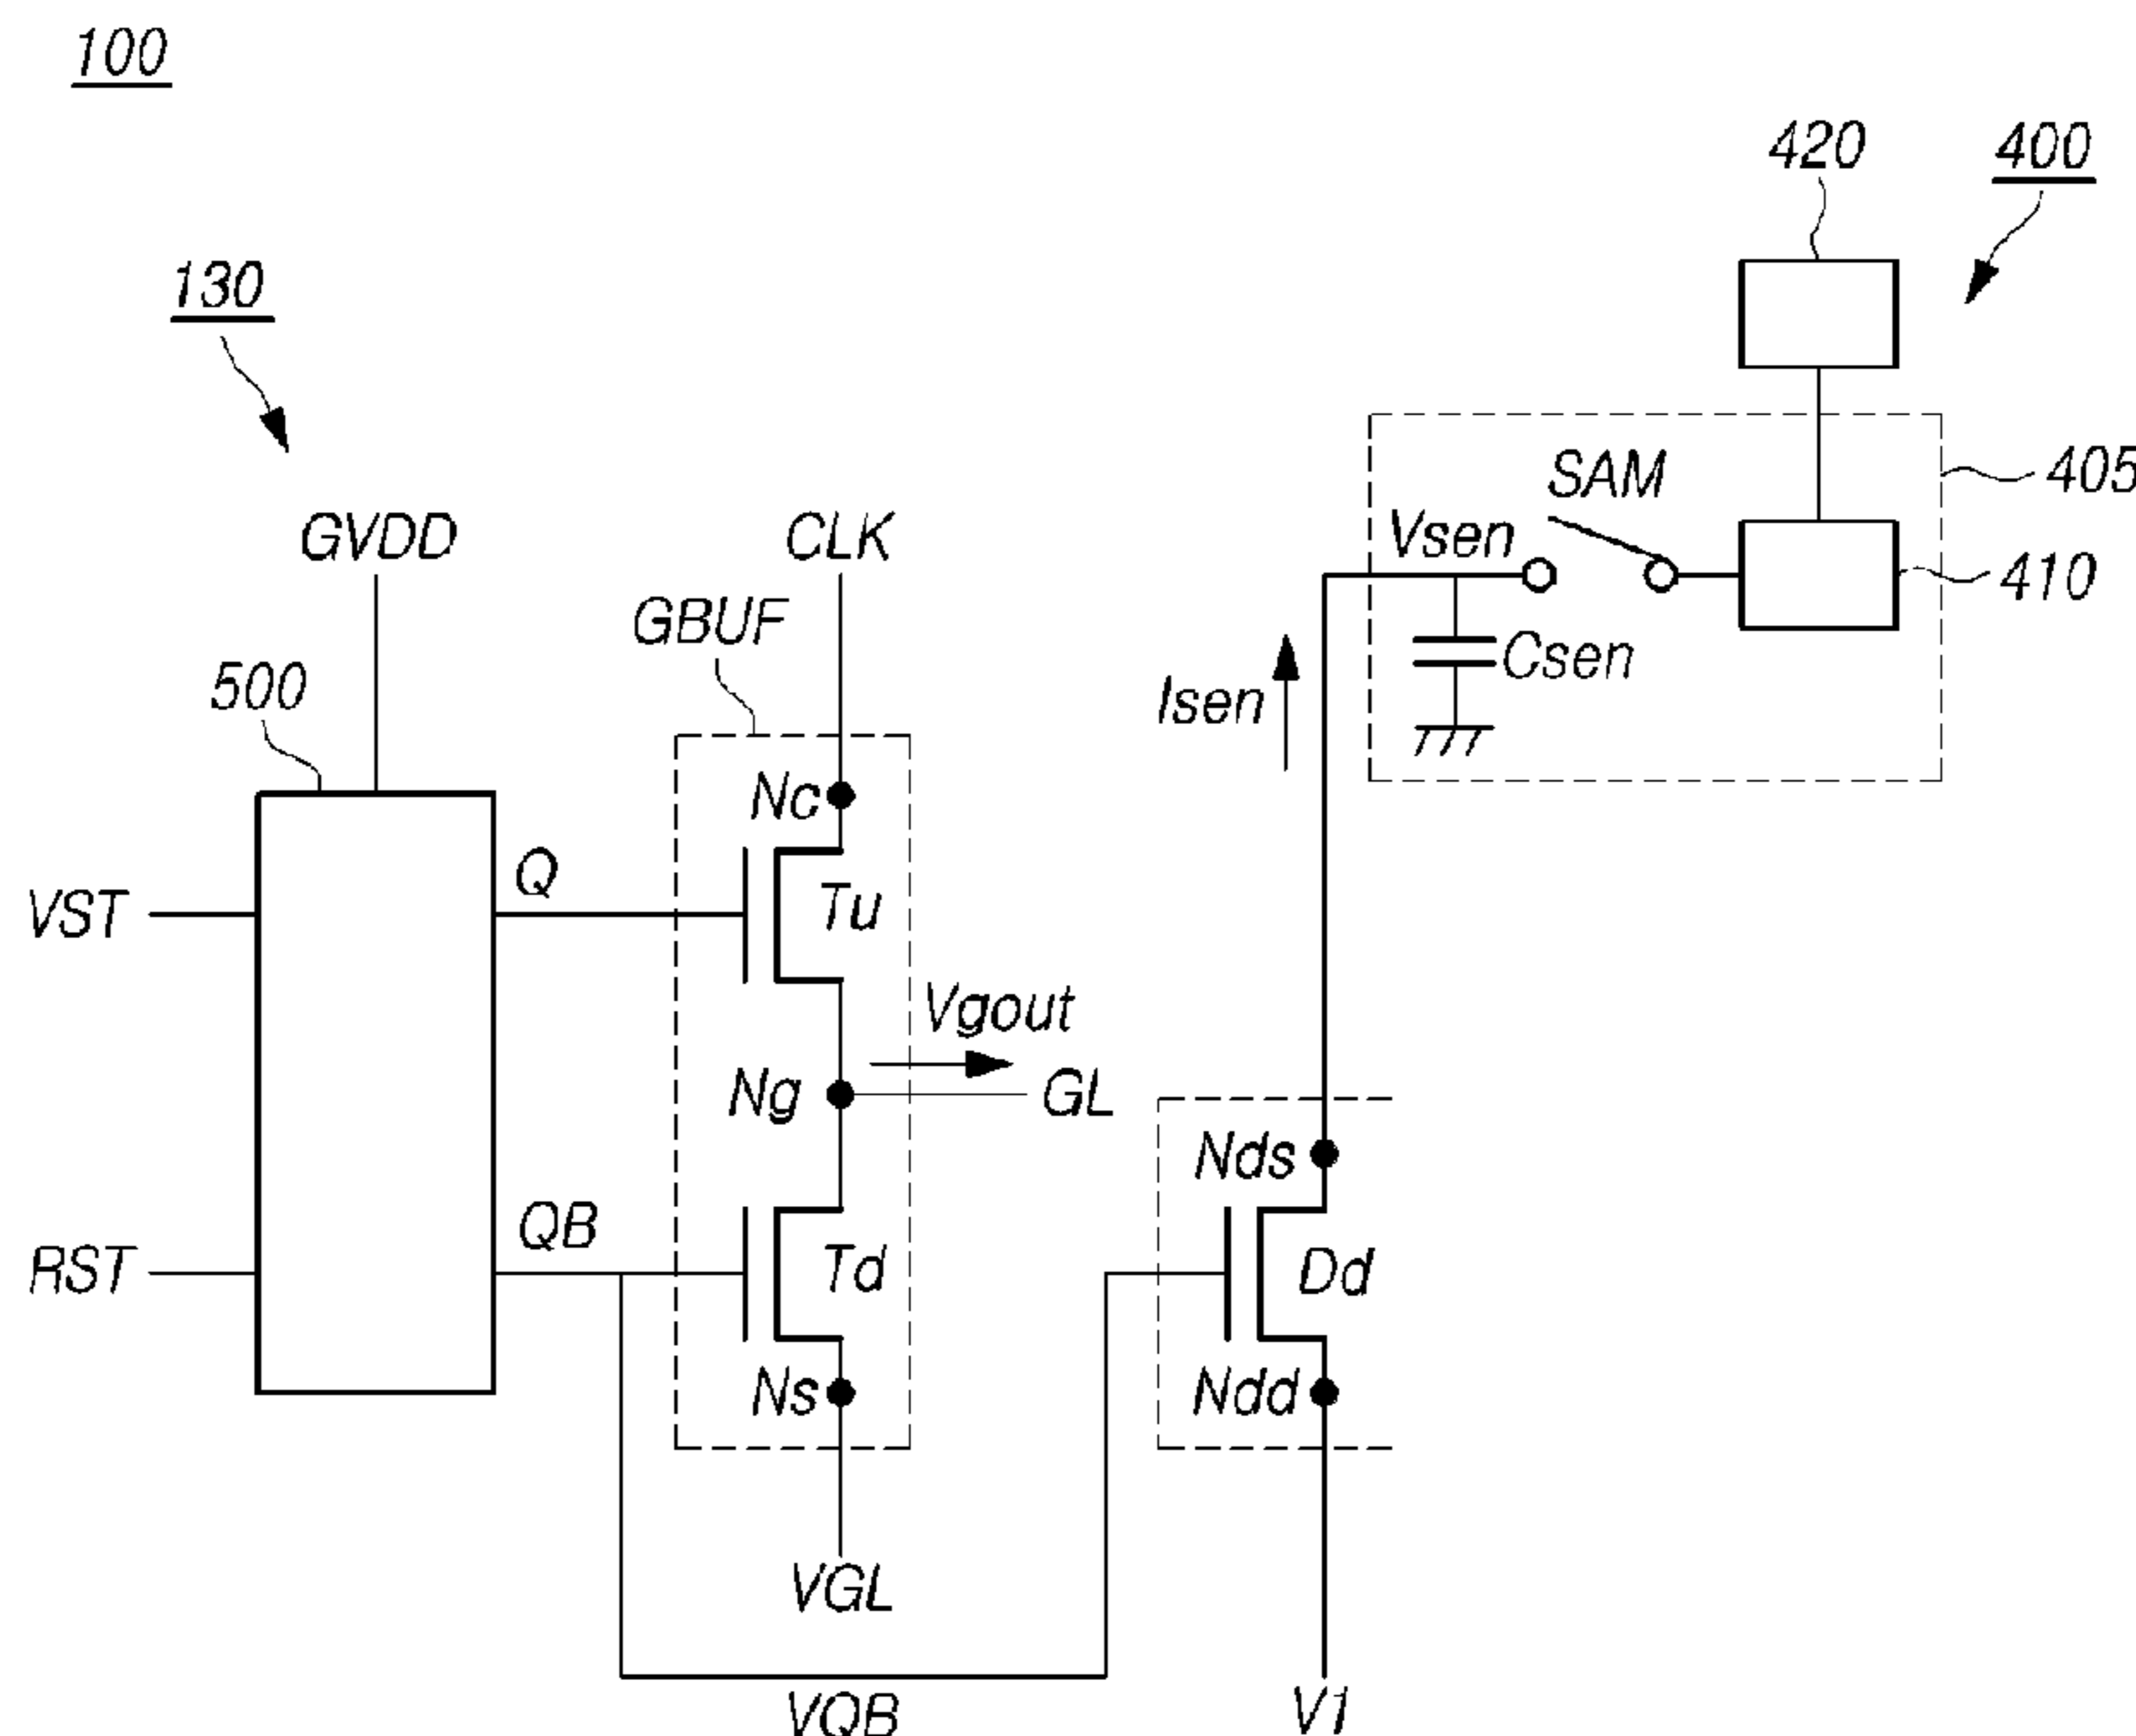 100
420
400
130
405
SAM
GVDD
CLK
Vsen
410
GBUF
Csen
500
Isen
Nc
Q
Tu
VST
Vgout
Ng
GL
Nds
QB
RST
Td
Dd
Ns
Ndd
VGL
VQB
V1